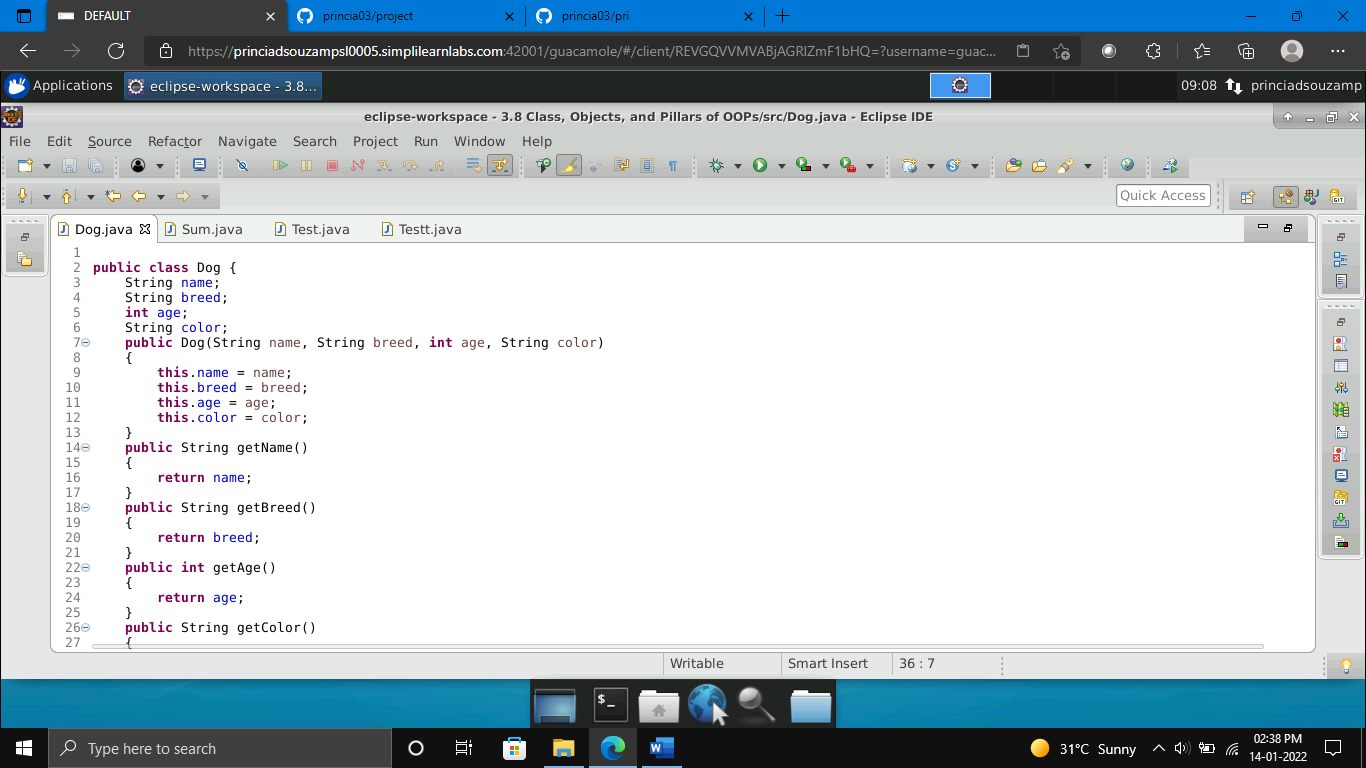 DEFAULT
princia03/project
princia03/pri
https://princiadsouzampsl0005.simplilearnlabs.com:42001/guacamole/#/client/REVGQVVMVABjAGRlZmF1bHQ=?username=guac...
Applications
eclipse-workspace - 3.8...
09:08
princiadsouzamp
eclipse-workspace - 3.8 Class, Objects, and Pillars of OOPs/src/Dog.java - Eclipse IDE
File Edit Source Refactor Navigate Search Project Run Window Help
Quick Access
Dog.java Sum.java Test.java Testt.java
1
2 public class Dog {
3 String name;
4 String breed;
5 int age;
6 String color;
7 public Dog(String name, String breed, int age, String color)
8 {
9 this.name = name;
10 this.breed = breed;
11 this.age = age;
12 this.color = color;
13 }
14 public String getName()
15 {
16 return name;
17 }
18 public String getBreed()
19 {
20 return breed;
21 }
22 public int getAge()
23 {
24 return age;
25 }
26 public String getColor()
27 {
Writable Smart Insert 36 : 7
Type here to search
31°C Sunny
02:38 PM
14-01-2022